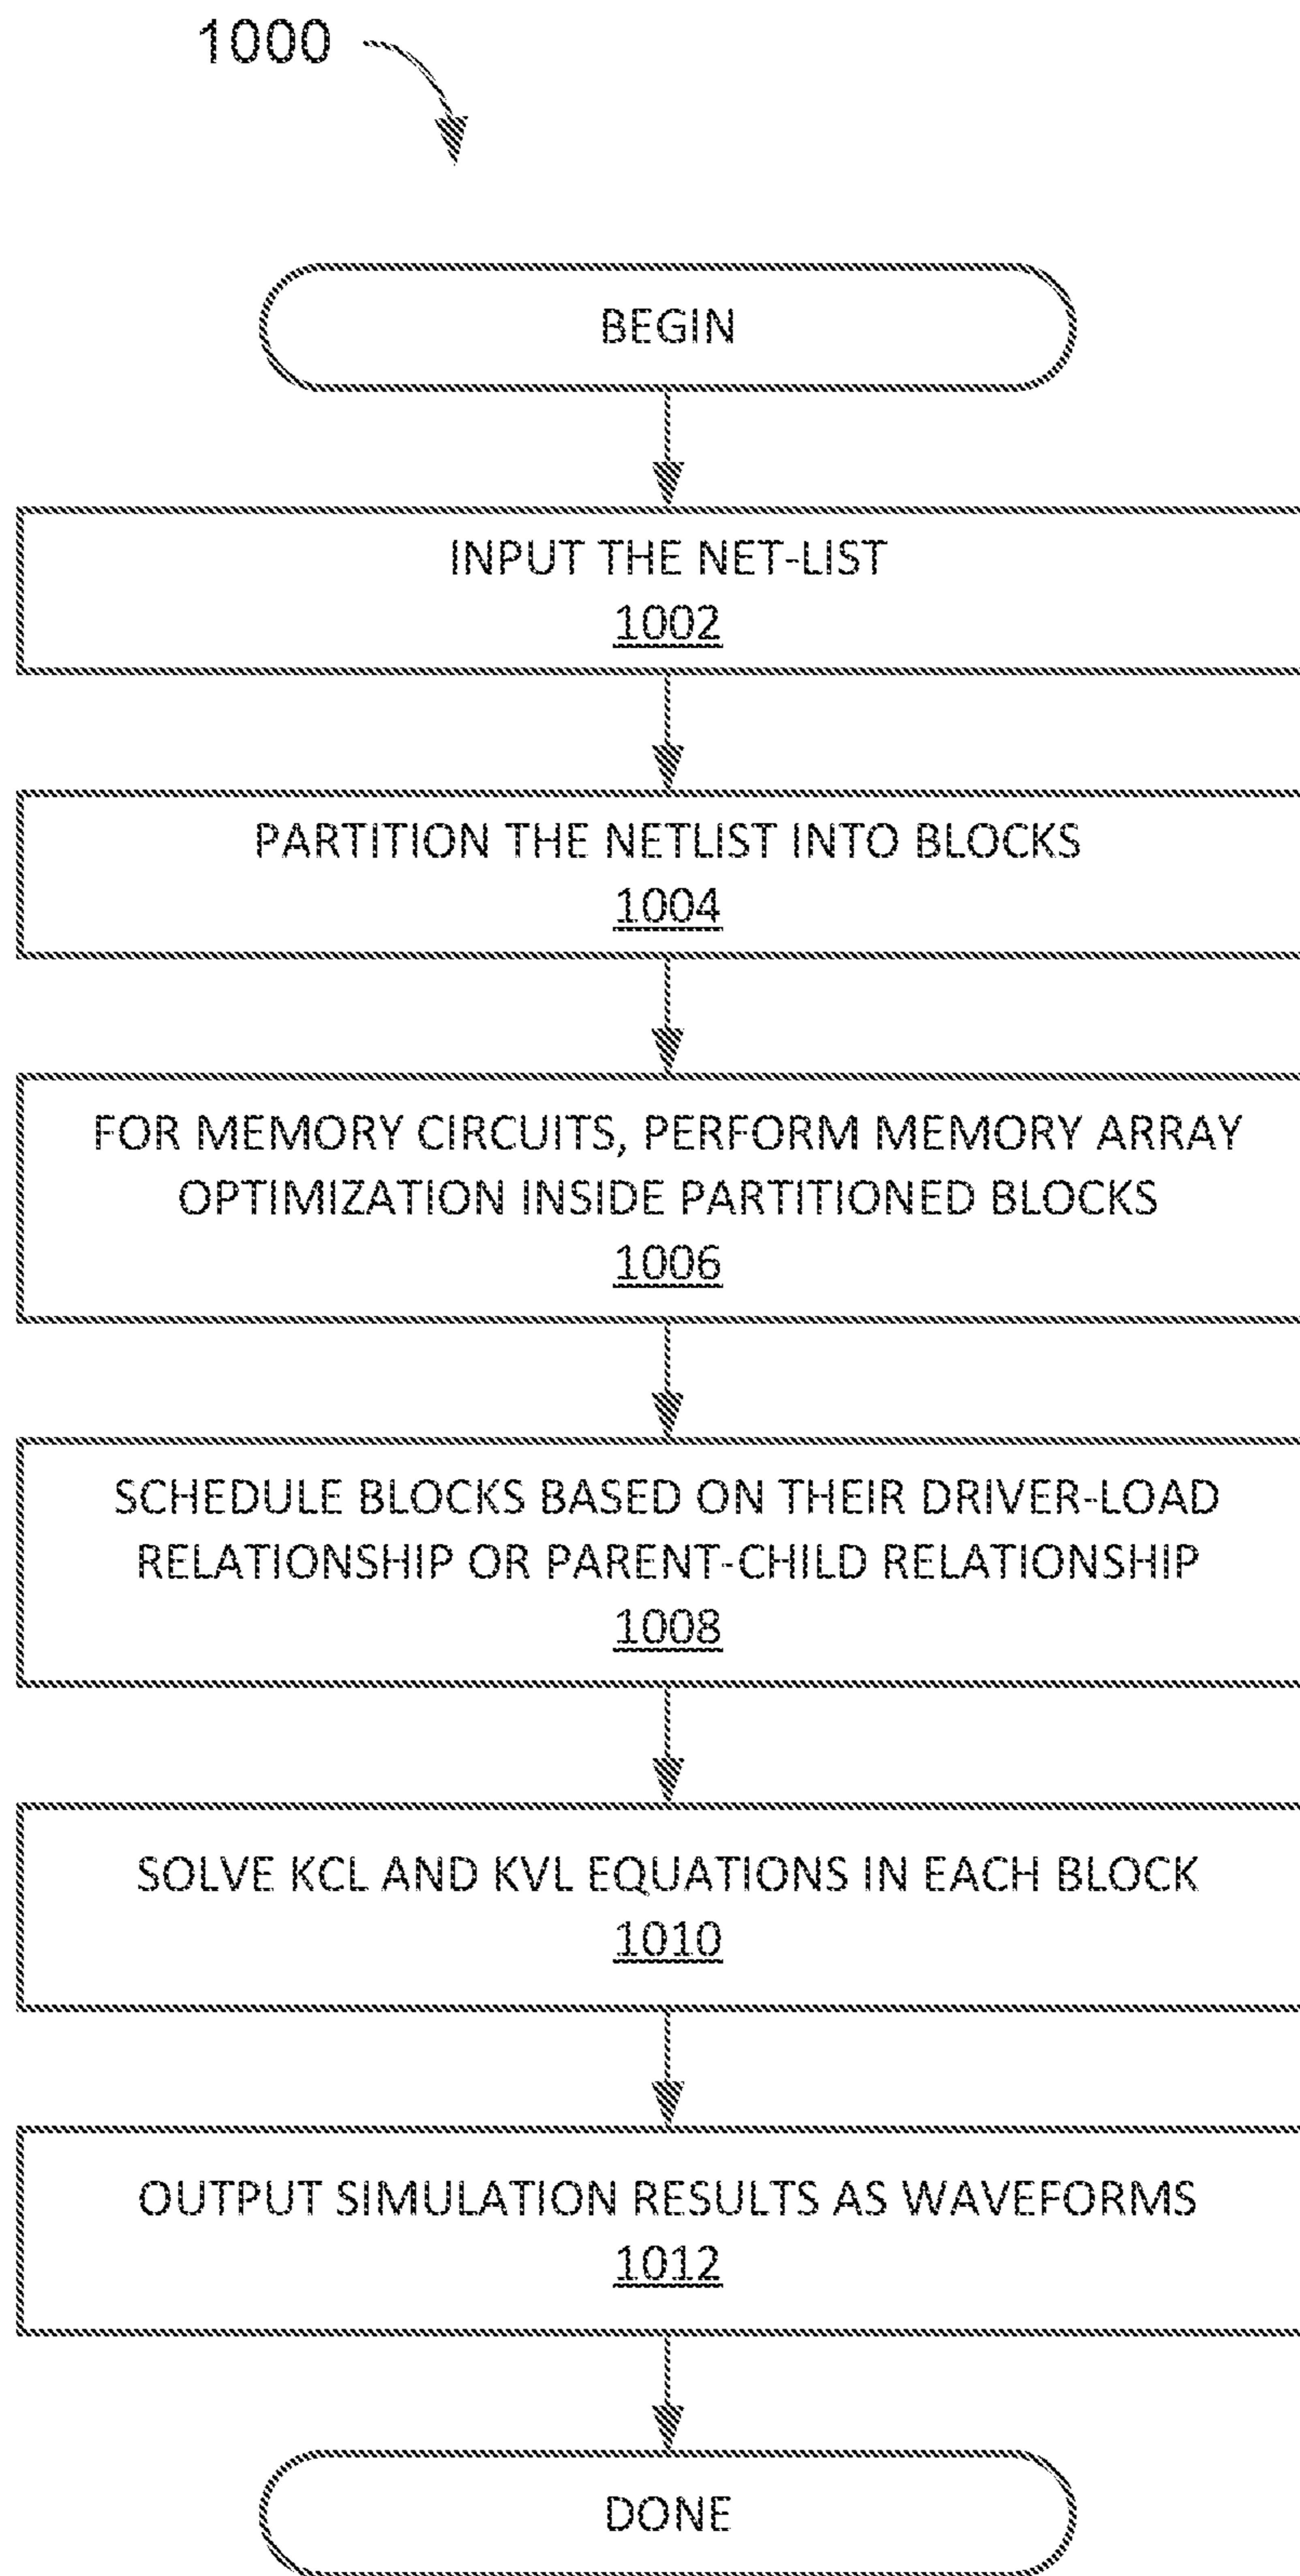 1000
BEGIN
INPUT THE NET-LIST
1002
PARTITION THE NETLIST INTO BLOCKS
1004
FOR MEMORY CIRCUITS, PERFORM MEMORY ARRAY
OPTIMIZATION INSIDE PARTITIONED BLOCKS
1006
SCHEDULE BLOCKS BASED ON THEIR DRIVER-LOAD
RELATIONSHIP OR PARENT-CHILD RELATIONSHIP
1008
SOLVE KCL AND KVL EQUATIONS IN EACH BLOCK
1010
OUTPUT SIMULATION RESULTS AS WAVEFORMS
1012
DONE